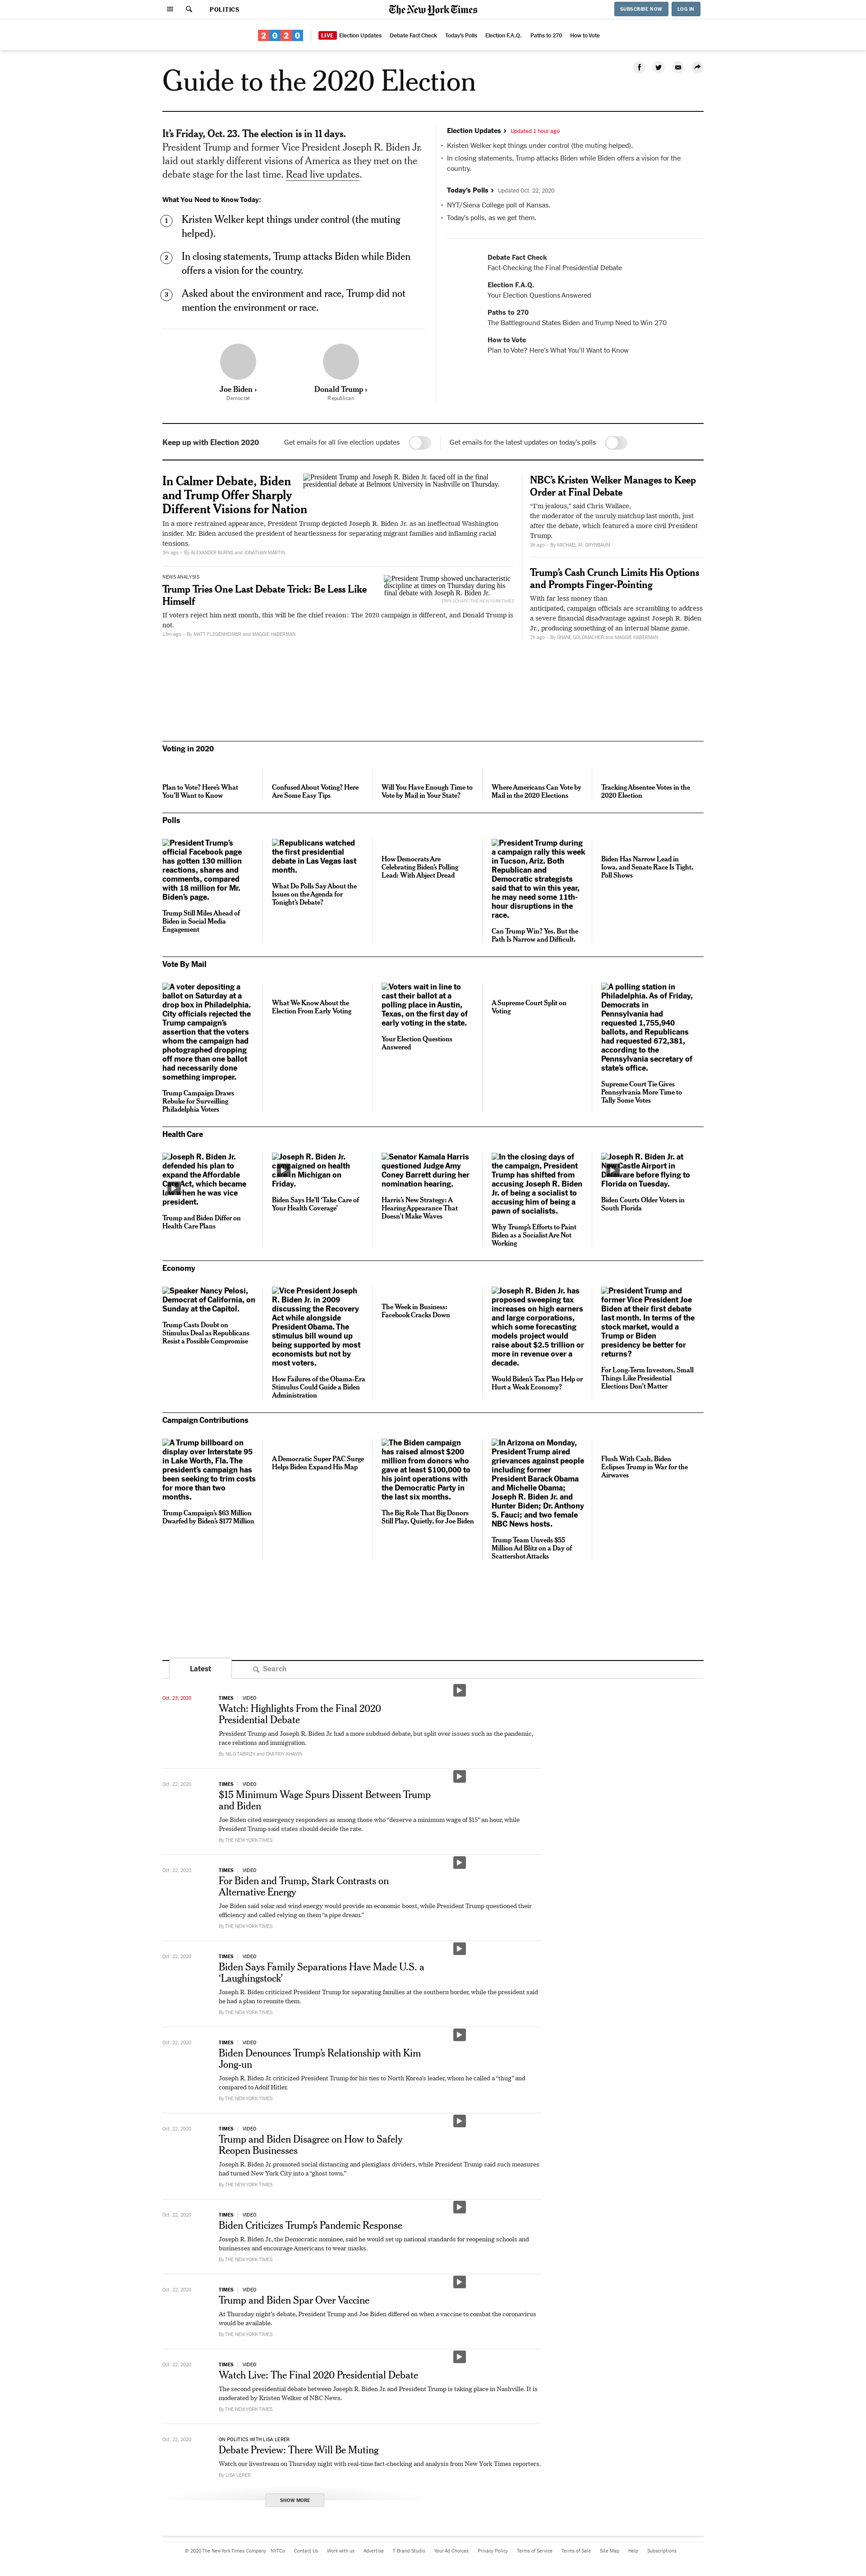 POLITICS
The New York Times
SUBSCRIBE NOW
LOG IN
2020
LIVE Election Updates
Debate Fact Check
Today's Polls
Election F.A.Q.
Paths to 270
How to Vote
Guide to the 2020 Election
It's Friday, Oct. 23. The election is in 11 days.
President Trump and former Vice President Joseph R. Biden Jr.
laid out starkly different visions of America as they met on the
debate stage for the last time. Read live updates.
What You Need to Know Today:
1 Kristen Welker kept things under control (the muting
helped).
2 In closing statements, Trump attacks Biden while Biden
offers a vision for the country.
3 Asked about the environment and race, Trump did not
mention the environment or race.
Joe Biden ›
Democrat
Donald Trump ›
Republican
Election Updates › Updated 1 hour ago
• Kristen Welker kept things under control (the muting helped).
• In closing statements, Trump attacks Biden while Biden offers a vision for the
country.
Today's Polls › Updated Oct. 22, 2020
• NYT/Siena College poll of Kansas.
• Today's polls, as we get them.
Debate Fact Check
Fact-Checking the Final Presidential Debate
Election F.A.Q.
Your Election Questions Answered
Paths to 270
The Battleground States Biden and Trump Need to Win 270
How to Vote
Plan to Vote? Here's What You'll Want to Know
Keep up with Election 2020
Get emails for all live election updates
Get emails for the latest updates on today's polls
In Calmer Debate, Biden
and Trump Offer Sharply
Different Visions for Nation
President Trump and Joseph R. Biden Jr. faced off in the final
presidential debate at Belmont University in Nashville on Thursday.
In a more restrained appearance, President Trump depicted Joseph R. Biden Jr. as an ineffectual Washington
insider. Mr. Biden accused the president of heartlessness for separating migrant families and inflaming racial
tensions.
3m ago - By ALEXANDER BURNS and JONATHAN MARTIN
NEWS ANALYSIS
Trump Tries One Last Debate Trick: Be Less Like
Himself
President Trump showed uncharacteristic
discipline at times on Thursday during his
final debate with Joseph R. Biden Jr.
ERIN SCHAFF/THE NEW YORK TIMES
If voters reject him next month, this will be the chief reason: The 2020 campaign is different, and Donald Trump is
not.
13m ago - By MATT FLEGENHEIMER and MAGGIE HABERMAN
NBC's Kristen Welker Manages to Keep
Order at Final Debate
"I'm jealous," said Chris Wallace,
the moderator of the unruly matchup last month, just
after the debate, which featured a more civil President
Trump.
3h ago - By MICHAEL M. GRYNBAUM
Trump's Cash Crunch Limits His Options
and Prompts Finger-Pointing
With far less money than
anticipated, campaign officials are scrambling to address
a severe financial disadvantage against Joseph R. Biden
Jr., producing something of an internal blame game.
7h ago - By SHANE GOLDMACHER and MAGGIE HABERMAN
Voting in 2020
Plan to Vote? Here's What
You'll Want to Know
Confused About Voting? Here
Are Some Easy Tips
Will You Have Enough Time to
Vote by Mail in Your State?
Where Americans Can Vote by
Mail in the 2020 Elections
Tracking Absentee Votes in the
2020 Election
Polls
President Trump's
official Facebook page
has gotten 130 million
reactions, shares and
comments, compared
with 18 million for Mr.
Biden's page.
Trump Still Miles Ahead of
Biden in Social Media
Engagement
Republicans watched
the first presidential
debate in Las Vegas last
month.
What Do Polls Say About the
Issues on the Agenda for
Tonight's Debate?
How Democrats Are
Celebrating Biden's Polling
Lead: With Abject Dread
President Trump during
a campaign rally this week
in Tucson, Ariz. Both
Republican and
Democratic strategists
said that to win this year,
he may need some 11th-
hour disruptions in the
race.
Can Trump Win? Yes. But the
Path Is Narrow and Difficult.
Biden Has Narrow Lead in
Iowa, and Senate Race Is Tight,
Poll Shows
Vote By Mail
A voter depositing a
ballot on Saturday at a
drop box in Philadelphia.
City officials rejected the
Trump campaign's
assertion that the voters
whom the campaign had
photographed dropping
off more than one ballot
had necessarily done
something improper.
Trump Campaign Draws
Rebuke for Surveilling
Philadelphia Voters
What We Know About the
Election From Early Voting
Voters wait in line to
cast their ballot at a
polling place in Austin,
Texas, on the first day of
early voting in the state.
Your Election Questions
Answered
A Supreme Court Split on
Voting
A polling station in
Philadelphia. As of Friday,
Democrats in
Pennsylvania had
requested 1,755,940
ballots, and Republicans
had requested 672,381,
according to the
Pennsylvania secretary of
state's office.
Supreme Court Tie Gives
Pennsylvania More Time to
Tally Some Votes
Health Care
Joseph R. Biden Jr.
defended his plan to
expand the Affordable
Care Act, which became
law when he was vice
president.
Trump and Biden Differ on
Health Care Plans
Joseph R. Biden Jr.
campaigned on health
care in Michigan on
Friday.
Biden Says He'll 'Take Care of
Your Health Coverage'
Senator Kamala Harris
questioned Judge Amy
Coney Barrett during her
nomination hearing.
Harris's New Strategy: A
Hearing Appearance That
Doesn't Make Waves
In the closing days of
the campaign, President
Trump has shifted from
accusing Joseph R. Biden
Jr. of being a socialist to
accusing him of being a
pawn of socialists.
Why Trump's Efforts to Paint
Biden as a Socialist Are Not
Working
Joseph R. Biden Jr. at
New Castle Airport in
Delaware before flying to
Florida on Tuesday.
Biden Courts Older Voters in
South Florida
Economy
Speaker Nancy Pelosi,
Democrat of California, on
Sunday at the Capitol.
Trump Casts Doubt on
Stimulus Deal as Republicans
Resist a Possible Compromise
Vice President Joseph
R. Biden Jr. in 2009
discussing the Recovery
Act while alongside
President Obama. The
stimulus bill wound up
being supported by most
economists but not by
most voters.
How Failures of the Obama-Era
Stimulus Could Guide a Biden
Administration
The Week in Business:
Facebook Cracks Down
Joseph R. Biden Jr. has
proposed sweeping tax
increases on high earners
and large corporations,
which some forecasting
models project would
raise about $2.5 trillion or
more in revenue over a
decade.
Would Biden's Tax Plan Help or
Hurt a Weak Economy?
President Trump and
former Vice President Joe
Biden at their first debate
last month. In terms of the
stock market, would a
Trump or Biden
presidency be better for
returns?
For Long-Term Investors, Small
Things Like Presidential
Elections Don't Matter
Campaign Contributions
A Trump billboard on
display over Interstate 95
in Lake Worth, Fla. The
president's campaign has
been seeking to trim costs
for more than two
months.
Trump Campaign's $63 Million
Dwarfed by Biden's $177 Million
A Democratic Super PAC Surge
Helps Biden Expand His Map
The Biden campaign
has raised almost $200
million from donors who
gave at least $100,000 to
his joint operations with
the Democratic Party in
the last six months.
The Big Role That Big Donors
Still Play, Quietly, for Joe Biden
In Arizona on Monday,
President Trump aired
grievances against people
including former
President Barack Obama
and Michelle Obama;
Joseph R. Biden Jr. and
Hunter Biden; Dr. Anthony
S. Fauci; and two female
NBC News hosts.
Trump Team Unveils $55
Million Ad Blitz on a Day of
Scattershot Attacks
Flush With Cash, Biden
Eclipses Trump in War for the
Airwaves
Latest
Search
Oct. 23, 2020
TIMES | VIDEO
Watch: Highlights From the Final 2020
Presidential Debate
President Trump and Joseph R. Biden Jr. had a more subdued debate, but split over issues such as the pandemic,
race relations and immigration.
By NILO TABRIZY and DMITRIY KHAVIN
Oct. 22, 2020
TIMES | VIDEO
$15 Minimum Wage Spurs Dissent Between Trump
and Biden
Joe Biden cited emergency responders as among those who "deserve a minimum wage of $15" an hour, while
President Trump said states should decide the rate.
By THE NEW YORK TIMES
Oct. 22, 2020
TIMES | VIDEO
For Biden and Trump, Stark Contrasts on
Alternative Energy
Joe Biden said solar and wind energy would provide an economic boost, while President Trump questioned their
efficiency and called relying on them "a pipe dream."
By THE NEW YORK TIMES
Oct. 22, 2020
TIMES | VIDEO
Biden Says Family Separations Have Made U.S. a
'Laughingstock'
Joseph R. Biden criticized President Trump for separating families at the southern border, while the president said
he had a plan to reunite them.
By THE NEW YORK TIMES
Oct. 22, 2020
TIMES | VIDEO
Biden Denounces Trump's Relationship with Kim
Jong-un
Joseph R. Biden Jr. criticized President Trump for his ties to North Korea's leader, whom he called a "thug" and
compared to Adolf Hitler.
By THE NEW YORK TIMES
Oct. 22, 2020
TIMES | VIDEO
Trump and Biden Disagree on How to Safely
Reopen Businesses
Joseph R. Biden Jr. promoted social distancing and plexiglass dividers, while President Trump said such measures
had turned New York City into a "ghost town."
By THE NEW YORK TIMES
Oct. 22, 2020
TIMES | VIDEO
Biden Criticizes Trump's Pandemic Response
Joseph R. Biden Jr., the Democratic nominee, said he would set up national standards for reopening schools and
businesses and encourage Americans to wear masks.
By THE NEW YORK TIMES
Oct. 22, 2020
TIMES | VIDEO
Trump and Biden Spar Over Vaccine
At Thursday night's debate, President Trump and Joe Biden differed on when a vaccine to combat the coronavirus
would be available.
By THE NEW YORK TIMES
Oct. 22, 2020
TIMES | VIDEO
Watch Live: The Final 2020 Presidential Debate
The second presidential debate between Joseph R. Biden Jr. and President Trump is taking place in Nashville. It is
moderated by Kristen Welker of NBC News.
By THE NEW YORK TIMES
Oct. 22, 2020
ON POLITICS WITH LISA LERER
Debate Preview: There Will Be Muting
Watch our livestream on Thursday night with real-time fact-checking and analysis from New York Times reporters.
By LISA LERER
SHOW MORE
© 2020 The New York Times Company
NYTCo
Contact Us
Work with us
Advertise
T Brand Studio
Your Ad Choices
Privacy Policy
Terms of Service
Terms of Sale
Site Map
Help
Subscriptions